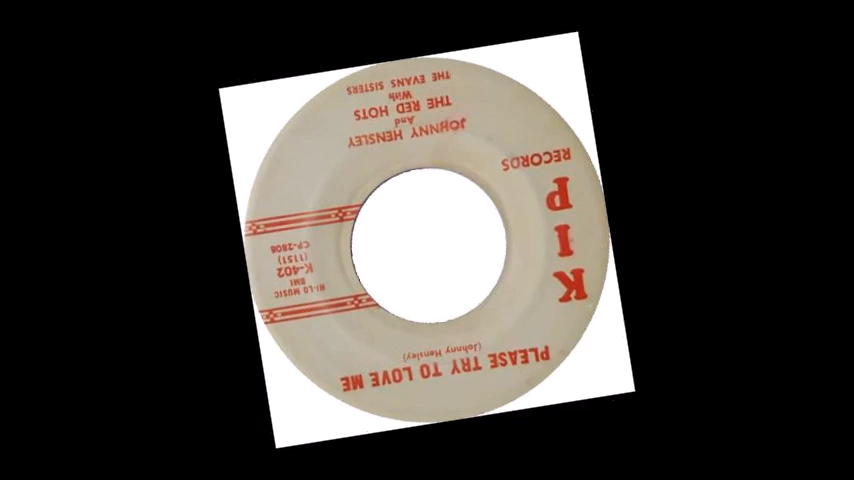 PLEASE TRY TO LOVE ME
(Johnny Hensley)
K
I
P
RECORDS
HI-LO MUSIC
BMI
K-402
(1151)
CP-2808
JOHNNY HENSLEY
And
THE RED HOTS
With
THE EVANS SISTERS